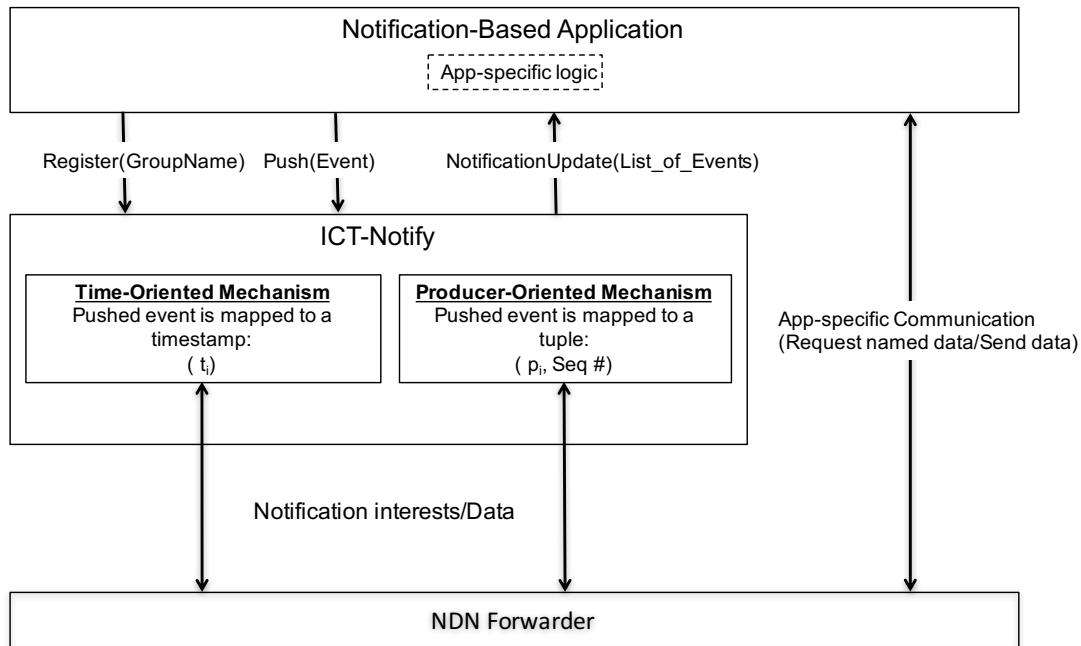 Notification-Based Application
App-specific logic
Register(GroupName)
Push(Event)
NotificationUpdate(List_of_Events)
ICT-Notify
Time-Oriented Mechanism
Pushed event is mapped to a
timestamp:
( tᵢ)
Producer-Oriented Mechanism
Pushed event is mapped to a
tuple:
( pᵢ, Seq #)
App-specific Communication
(Request named data/Send data)
Notification interests/Data
NDN Forwarder